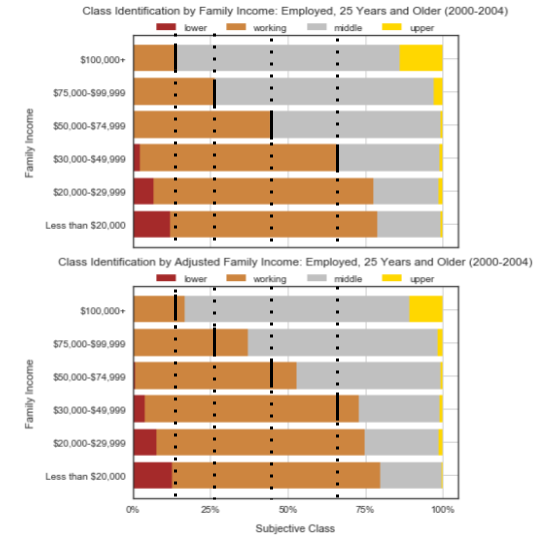 Class Identification by Family Income: Employed, 25 Years and Older (2000-2004)
lower working middle upper
Family Income
$100,000+
$75,000-$99,999
$50,000-$74,999
$30,000-$49,999
$20,000-$29,999
Less than $20,000
Class Identification by Adjusted Family Income: Employed, 25 Years and Older (2000-2004)
lower working middle upper
Family Income
$100,000+
$75,000-$99,999
$50,000-$74,999
$30,000-$49,999
$20,000-$29,999
Less than $20,000
0% 25% 50% 75% 100%
Subjective Class